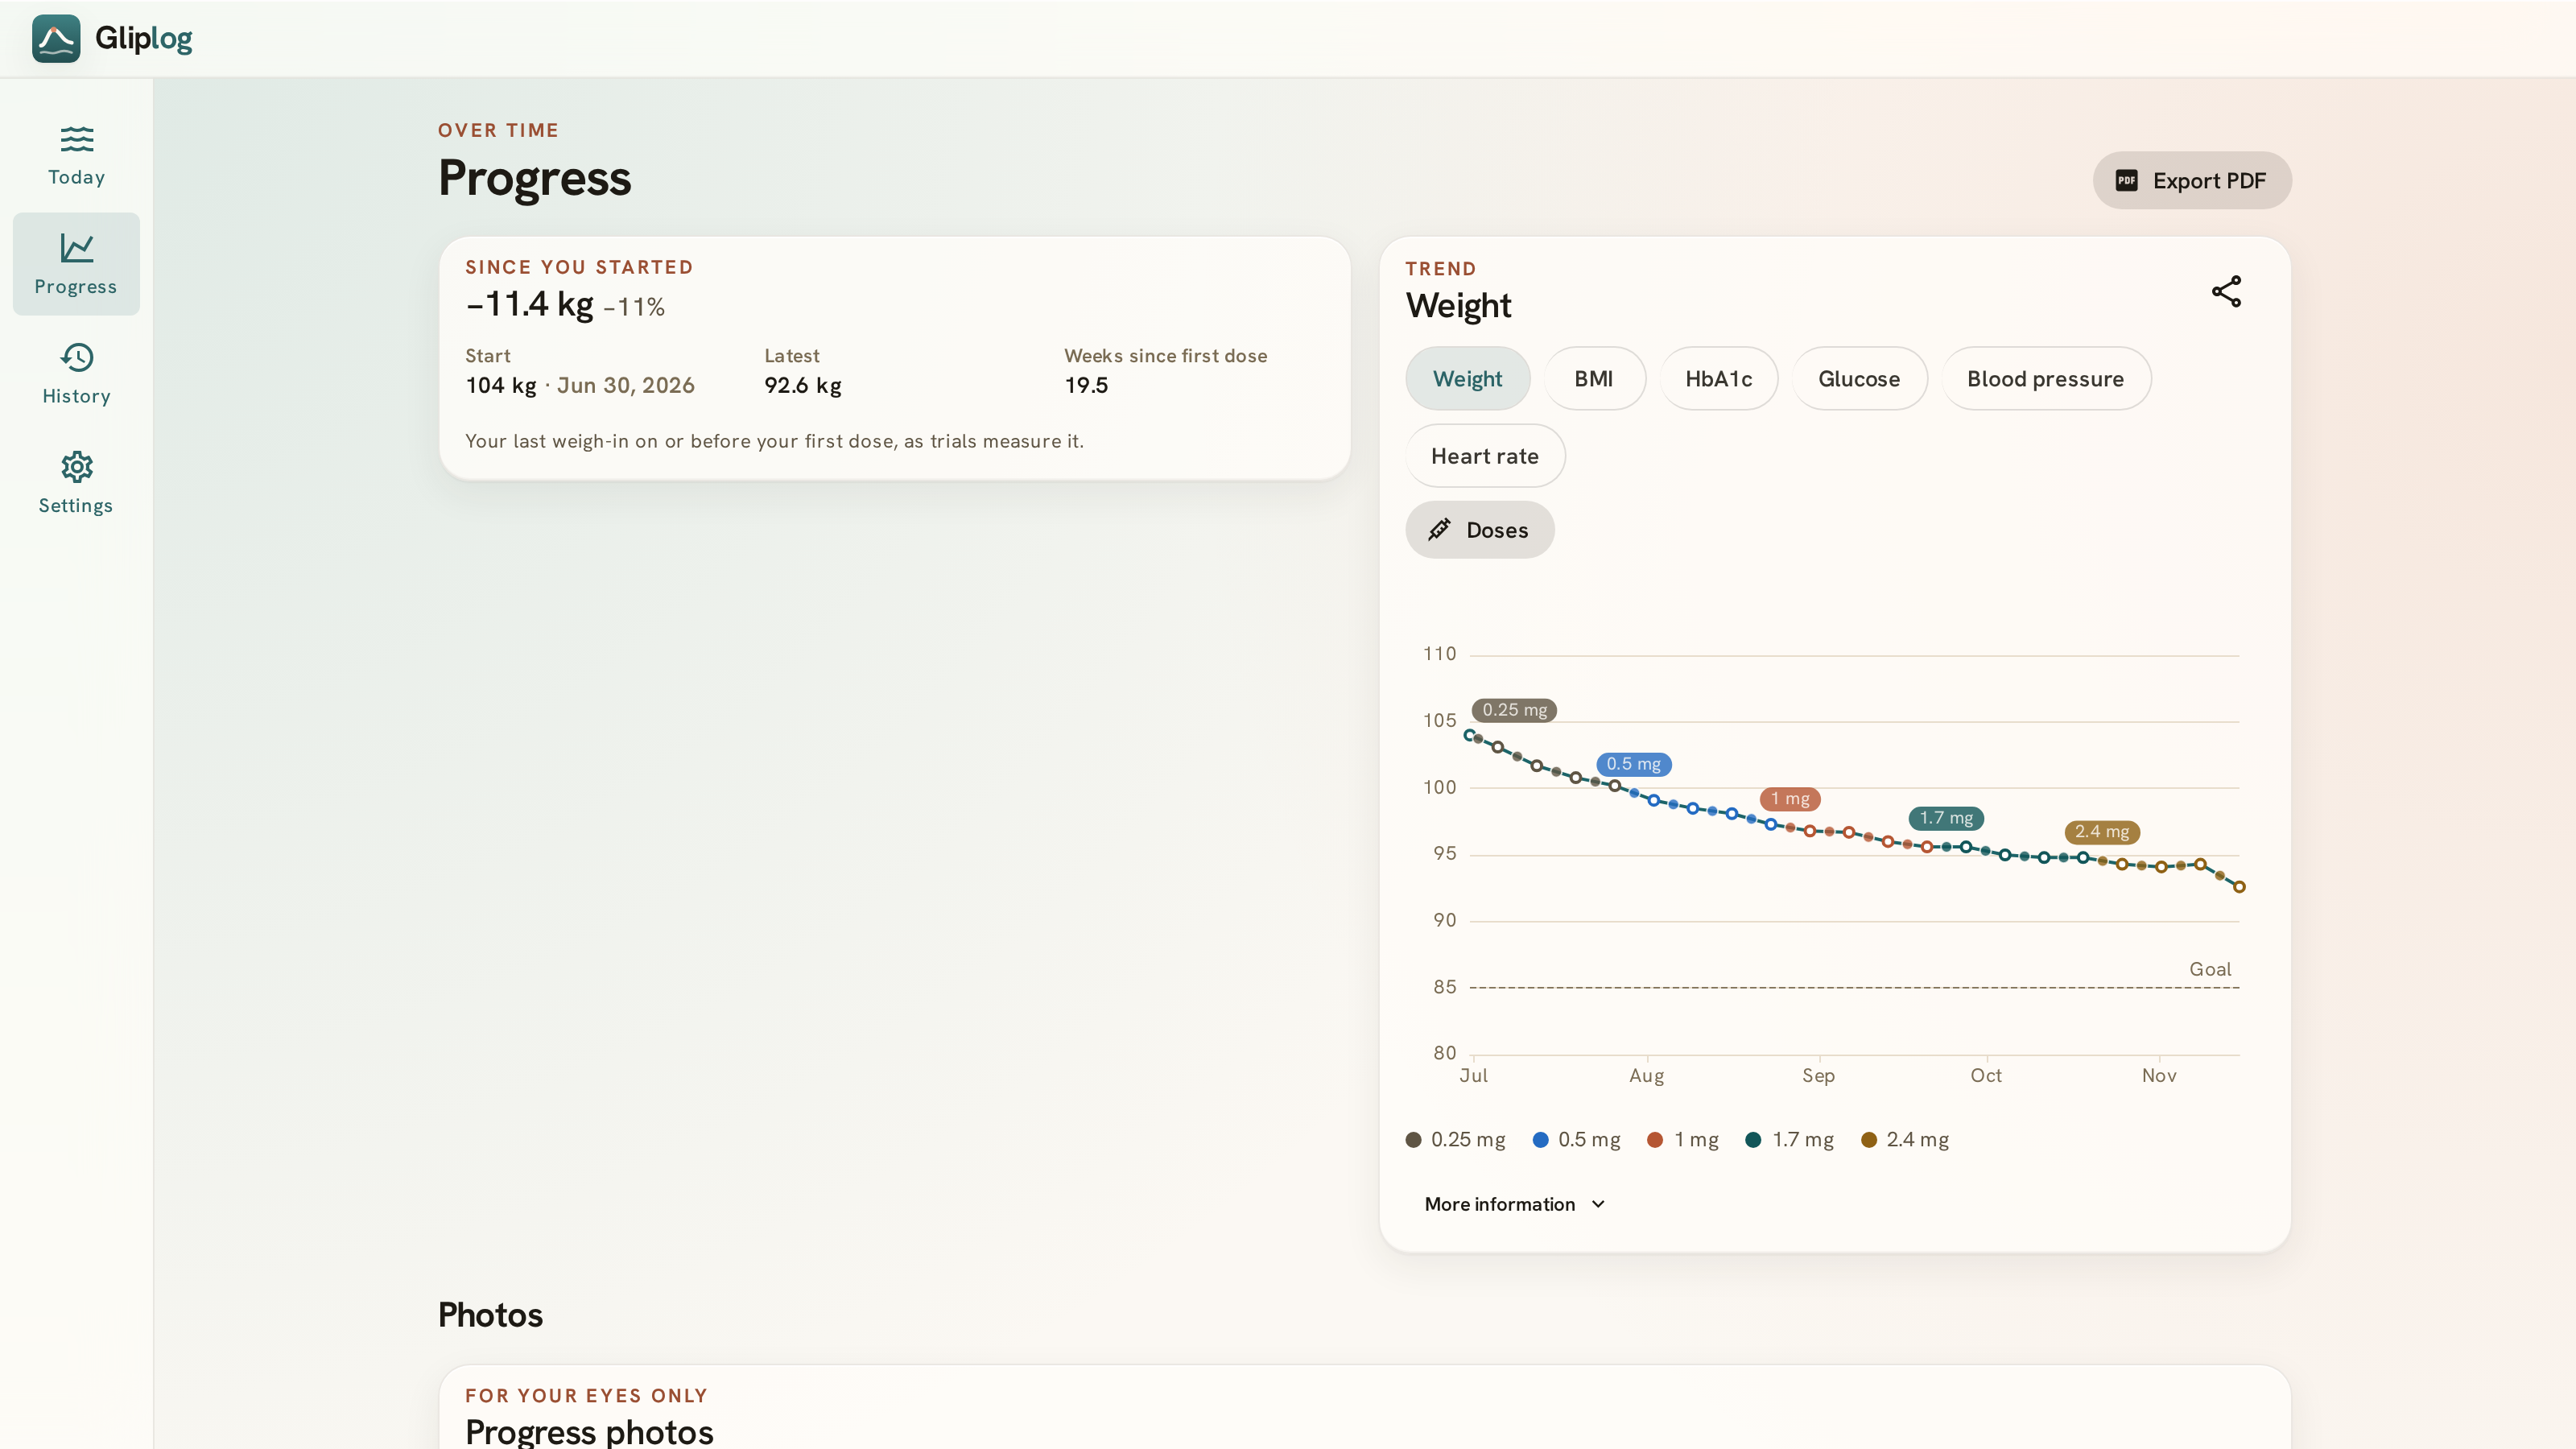 Gliplog
Today
Progress
History
Settings
OVER TIME
Progress
PDF Export PDF
SINCE YOU STARTED
−11.4 kg −11%
Start
104 kg · Jun 30, 2026
Latest
92.6 kg
Weeks since first dose
19.5
Your last weigh-in on or before your first dose, as trials measure it.
TREND
Weight
Weight BMI HbA1c Glucose Blood pressure
Heart rate
Doses
110
105
100
95
90
85
80
0.25 mg
0.5 mg
1 mg
1.7 mg
2.4 mg
Goal
Jul Aug Sep Oct Nov
0.25 mg 0.5 mg 1 mg 1.7 mg 2.4 mg
More information
Photos
FOR YOUR EYES ONLY
Progress photos